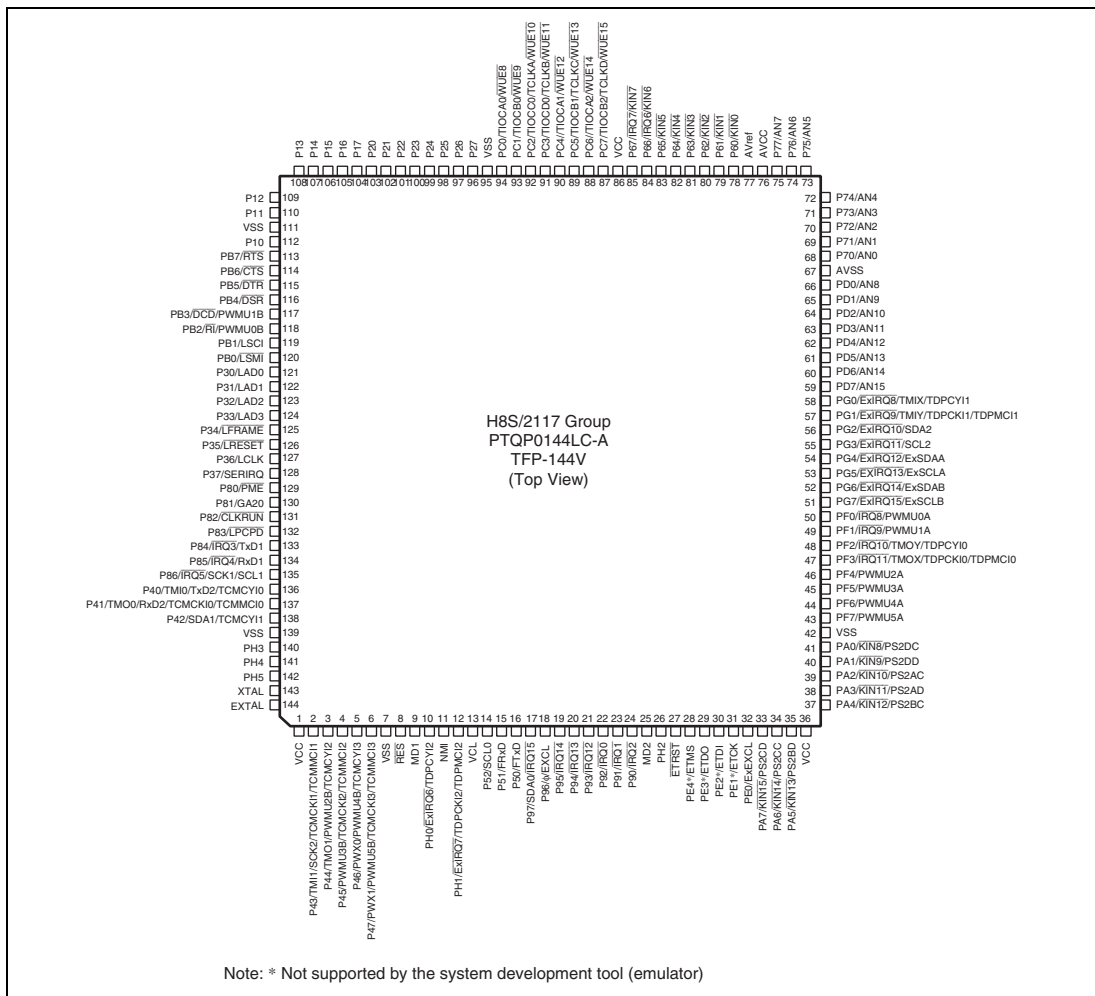 P13
P14
P15
P16
P17
P20
P21
P22
P23
P24
P25
P26
P27
VSS
PC0/TIOCA0/WUE8
PC1/TIOCB0/WUE9
PC2/TIOCC0/TCLKA/WUE10
PC3/TIOCD0/TCLKB/WUE11
PC4//TIOCA1/WUE12
PC5/TIOCB1/TCLKC/WUE13
PC6//TIOCA2/WUE14
PC7/TIOCB2/TCLKD/WUE15
VCC
P67/IRQ7/KIN7
P66/IRQ6/KIN6
P65/KIN5
P64/KIN4
P63/KIN3
P62/KIN2
P61/KIN1
P60/KIN0
AVref
AVCC
P77/AN7
P76/AN6
P75/AN5
108 107 106 105 104 103 102 101 100 99 98 97 96 95 94 93 92 91 90 89 88 87 86 85 84 83 82 81 80 79 78 77 76 75 74 73
P12 109
P11 110
VSS 111
P10 112
PB7/RTS 113
PB6/CTS 114
PB5/DTR 115
PB4/DSR 116
PB3/DCD/PWMU1B 117
PB2/RI/PWMU0B 118
PB1/LSCI 119
PB0/LSMI 120
P30/LAD0 121
P31/LAD1 122
P32/LAD2 123
P33/LAD3 124
P34/LFRAME 125
P35/LRESET 126
P36/LCLK 127
P37/SERIRQ 128
P80/PME 129
P81/GA20 130
P82/CLKRUN 131
P83/LPCPD 132
P84/IRQ3/TxD1 133
P85/IRQ4/RxD1 134
P86/IRQ5/SCK1/SCL1 135
P40/TMI0/TxD2/TCMCYI0 136
P41/TMO0/RxD2/TCMCKI0/TCMMCI0 137
P42/SDA1/TCMCYI1 138
VSS 139
PH3 140
PH4 141
PH5 142
XTAL 143
EXTAL 144
H8S/2117 Group
PTQP0144LC-A
TFP-144V
(Top View)
72 P74/AN4
71 P73/AN3
70 P72/AN2
69 P71/AN1
68 P70/AN0
67 AVSS
66 PD0/AN8
65 PD1/AN9
64 PD2/AN10
63 PD3/AN11
62 PD4/AN12
61 PD5/AN13
60 PD6/AN14
59 PD7/AN15
58 PG0/ExIRQ8/TMIX/TDPCYI1
57 PG1/ExIRQ9/TMIY/TDPCKI1/TDPMCI1
56 PG2/ExIRQ10/SDA2
55 PG3/ExIRQ11/SCL2
54 PG4/ExIRQ12/ExSDAA
53 PG5/EXIRQ13/ExSCLA
52 PG6/ExIRQ14/ExSDAB
51 PG7/ExIRQ15/ExSCLB
50 PF0/IRQ8/PWMU0A
49 PF1/IRQ9/PWMU1A
48 PF2/IRQ10/TMOY/TDPCYI0
47 PF3/IRQ11/TMOX/TDPCKI0/TDPMCI0
46 PF4/PWMU2A
45 PF5/PWMU3A
44 PF6/PWMU4A
43 PF7/PWMU5A
42 VSS
41 PA0/KIN8/PS2DC
40 PA1/KIN9/PS2DD
39 PA2/KIN10/PS2AC
38 PA3/KIN11/PS2AD
37 PA4/KIN12/PS2BC
1 2 3 4 5 6 7 8 9 10 11 12 13 14 15 16 17 18 19 20 21 22 23 24 25 26 27 28 29 30 31 32 33 34 35 36
VCC
P43/TMI1/SCK2/TCMCKI1/TCMMCI1
P44/TMO1/PWMU2B/TCMCYI2
P45/PWMU3B/TCMCKI2/TCMMCI2
P46/PWX0/PWMU4B/TCMCYI3
P47/PWX1/PWMU5B/TCMCKI3/TCMMCI3
VSS
RES
MD1
PH0/ExIRQ6/TDPCYI2
NMI
PH1/ExIRQ7/TDPCKI2/TDPMCI2
VCL
P52/SCL0
P51/FRxD
P50/FTxD
P97/SDA0/IRQ15
P96/φ/EXCL
P95/IRQ14
P94/IRQ13
P93/IRQ12
P92/IRQ0
P91/IRQ1
P90/IRQ2
MD2
PH2
ETRST
PE4*/ETMS
PE3*/ETDO
PE2*/ETDI
PE1*/ETCK
PE0/ExEXCL
PA7/KIN15/PS2CD
PA6/KIN14/PS2CC
PA5/KIN13/PS2BD
VCC
Note: * Not supported by the system development tool (emulator)